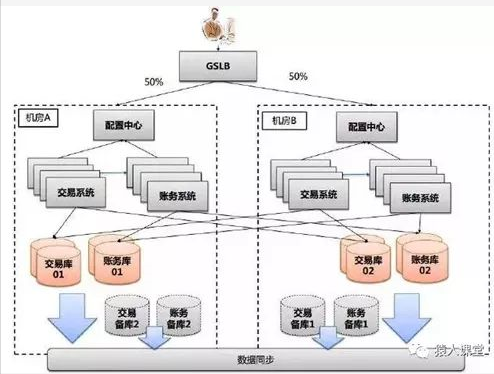 GSLB
50%
50%
机房A
机房B
配置中心
配置中心
交易系统
账务系统
交易系统
账务系统
交易库
01
账务库
01
交易库
02
账务库
02
交易
备库2
账务
备库2
交易
备库1
账务
备库1
数据同步
猿人课堂